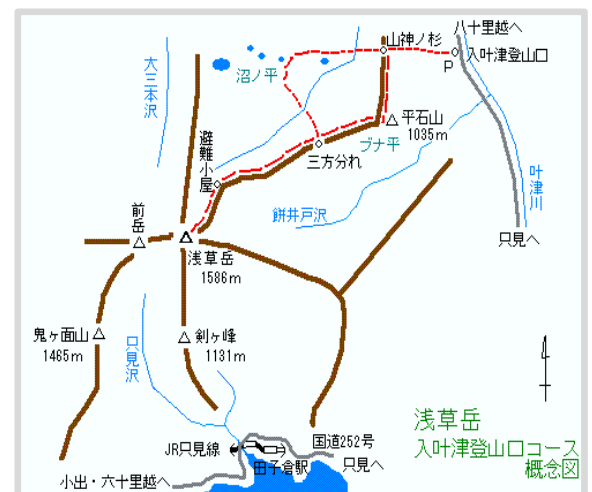 八十里越へ
山神ノ杉
入叶津登山口
P
大三本沢
沼ノ平
平石山
1035m
ブナ平
避難小屋
三方分れ
叶津川
餅井戸沢
前岳
只見へ
浅草岳
1586m
鬼ヶ面山
1465m
只見沢
剣ヶ峰
1131m
浅草岳
入叶津登山口コース
概念図
国道252号
JR只見線
田子倉駅
只見へ
小出・六十里越へ